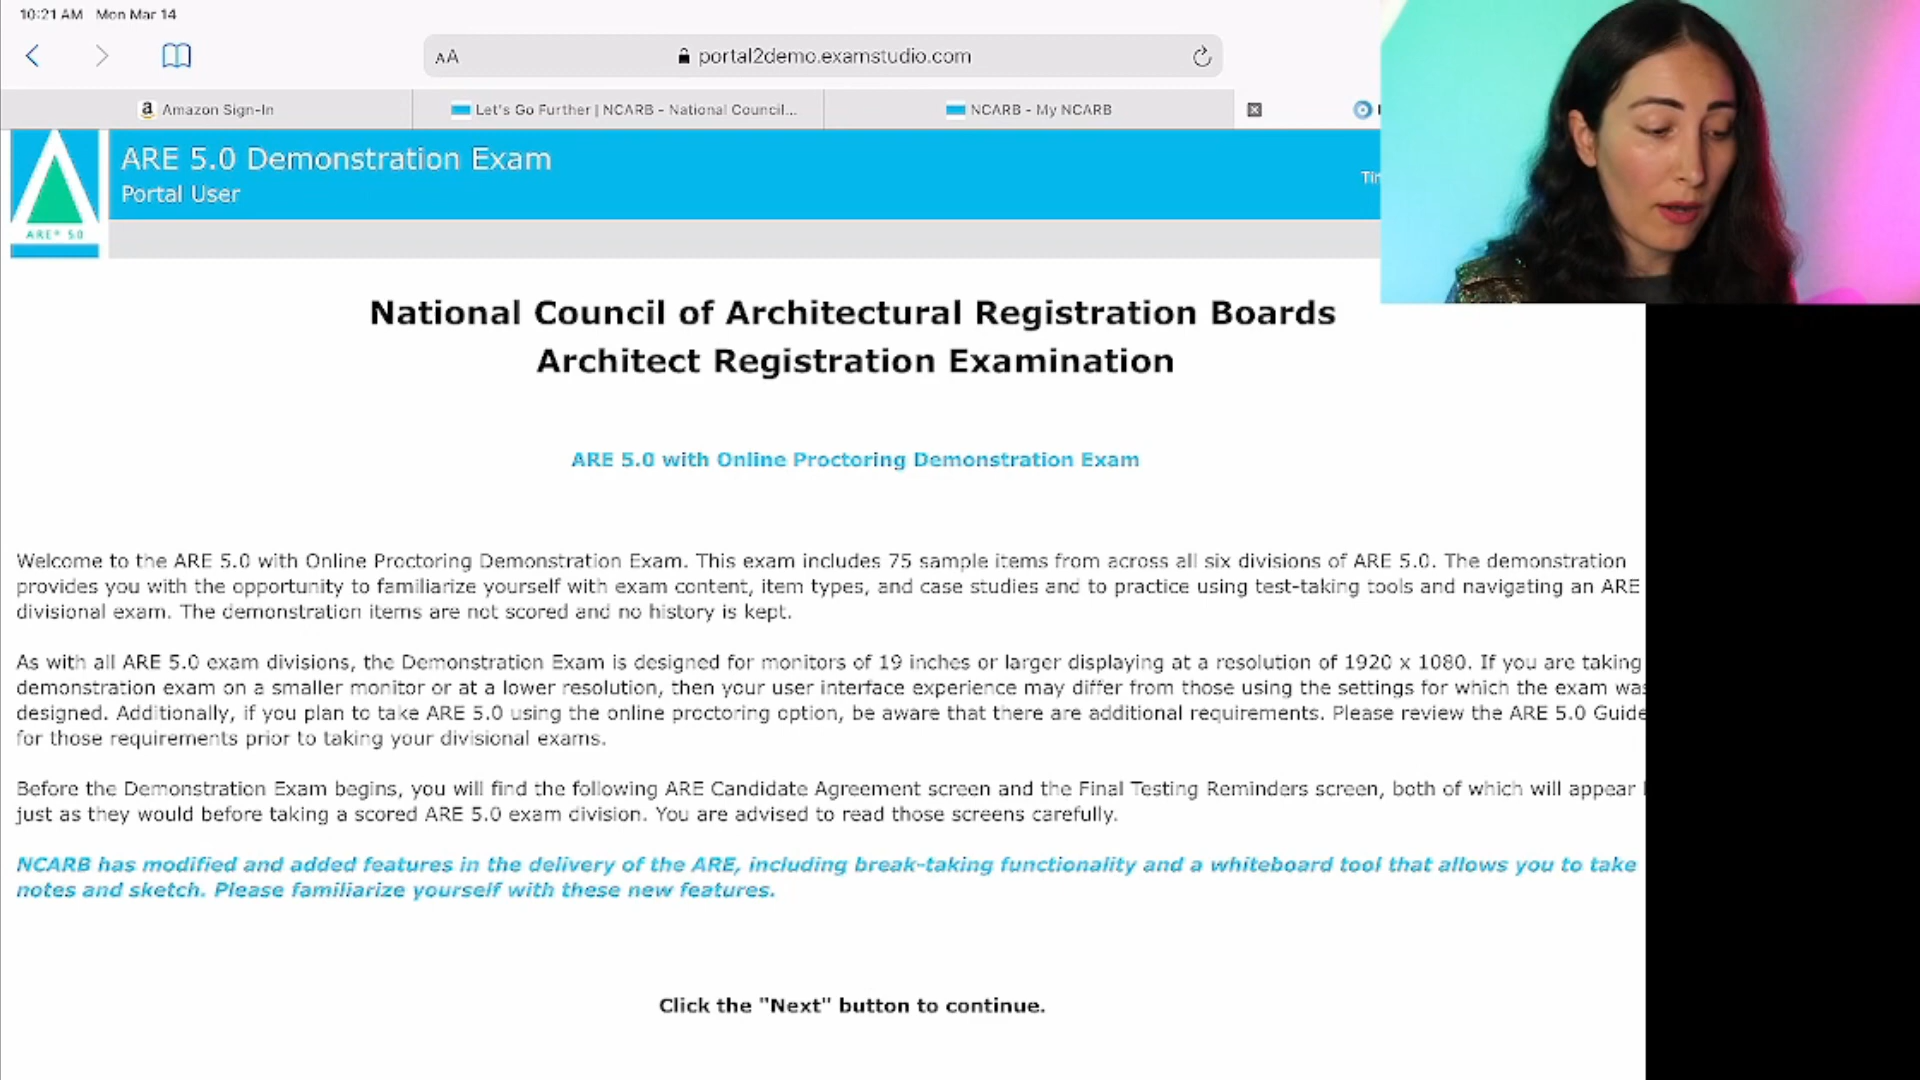 10:21 AM Mon Mar 14
AA portal2demo.examstudio.com
Amazon Sign-In
Let's Go Further | NCARB - National Council...
NCARB - My NCARB
ARE 5.0 Demonstration Exam
Portal User
ARE® 5.0
National Council of Architectural Registration Boards
Architect Registration Examination
ARE 5.0 with Online Proctoring Demonstration Exam
Welcome to the ARE 5.0 with Online Proctoring Demonstration Exam. This exam includes 75 sample items from across all six divisions of ARE 5.0. The demonstration
provides you with the opportunity to familiarize yourself with exam content, item types, and case studies and to practice using test-taking tools and navigating an ARE
divisional exam. The demonstration items are not scored and no history is kept.
As with all ARE 5.0 exam divisions, the Demonstration Exam is designed for monitors of 19 inches or larger displaying at a resolution of 1920 x 1080. If you are taking
demonstration exam on a smaller monitor or at a lower resolution, then your user interface experience may differ from those using the settings for which the exam was
designed. Additionally, if you plan to take ARE 5.0 using the online proctoring option, be aware that there are additional requirements. Please review the ARE 5.0 Guide
for those requirements prior to taking your divisional exams.
Before the Demonstration Exam begins, you will find the following ARE Candidate Agreement screen and the Final Testing Reminders screen, both of which will appear
just as they would before taking a scored ARE 5.0 exam division. You are advised to read those screens carefully.
NCARB has modified and added features in the delivery of the ARE, including break-taking functionality and a whiteboard tool that allows you to take
notes and sketch. Please familiarize yourself with these new features.
Click the "Next" button to continue.